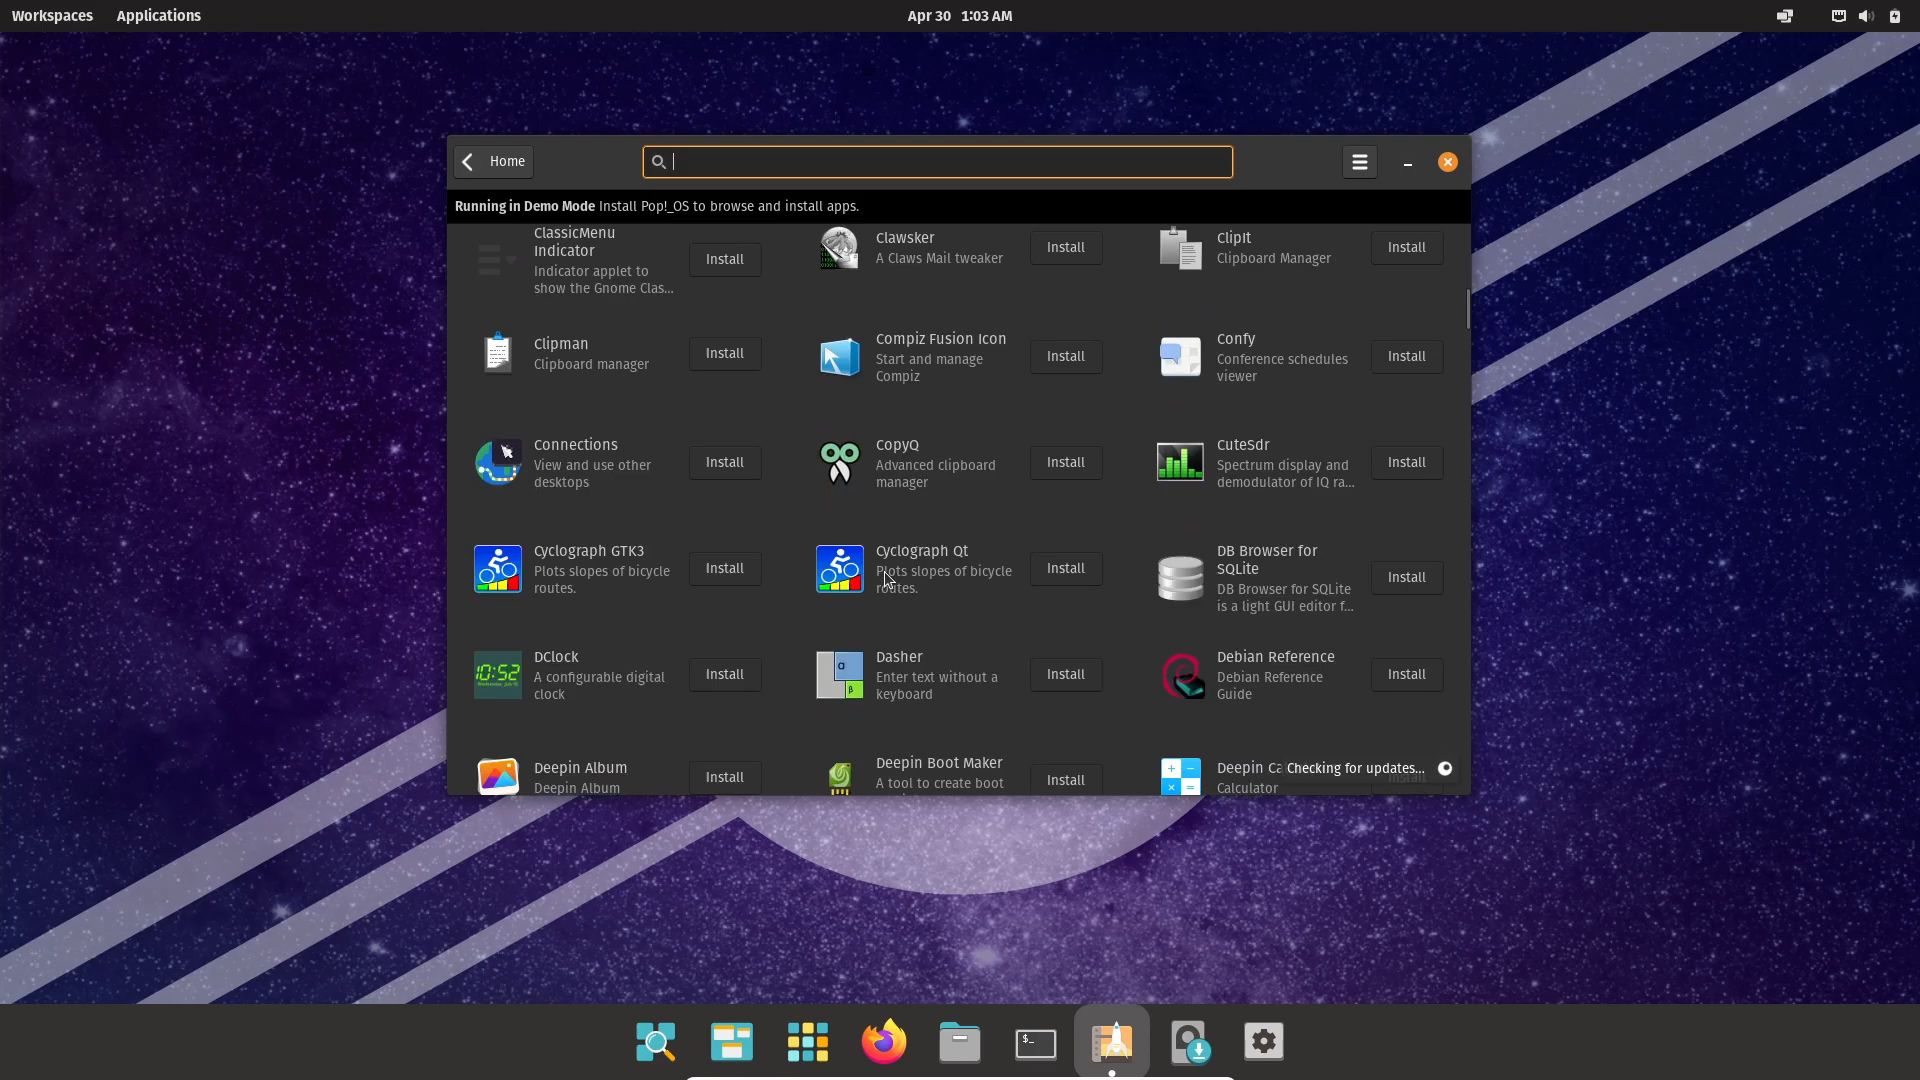 Workspaces Applications Apr 30 1:03 AM
Home
Running in Demo Mode Install Pop!_OS to browse and install apps.
ClassicMenu
Indicator
Indicator applet to
show the Gnome Clas...
Install
Clawsker
A Claws Mail tweaker
Install
ClipIt
Clipboard Manager
Install
Clipman
Clipboard manager
Install
Compiz Fusion Icon
Start and manage
Compiz
Install
Confy
Conference schedules
viewer
Install
Connections
View and use other
desktops
Install
CopyQ
Advanced clipboard
manager
Install
CuteSdr
Spectrum display and
demodulator of IQ ra...
Install
Cyclograph GTK3
Plots slopes of bicycle
routes.
Install
Cyclograph Qt
Plots slopes of bicycle
routes.
Install
DB Browser for
SQLite
DB Browser for SQLite
is a light GUI editor f...
Install
10:52
DClock
A configurable digital
clock
Install
α
β
Dasher
Enter text without a
keyboard
Install
Debian Reference
Debian Reference
Guide
Install
Deepin Album
Deepin Album
Install
Deepin Boot Maker
A tool to create boot
Install
Deepin Ca
Calculator
Install
Checking for updates...
$_